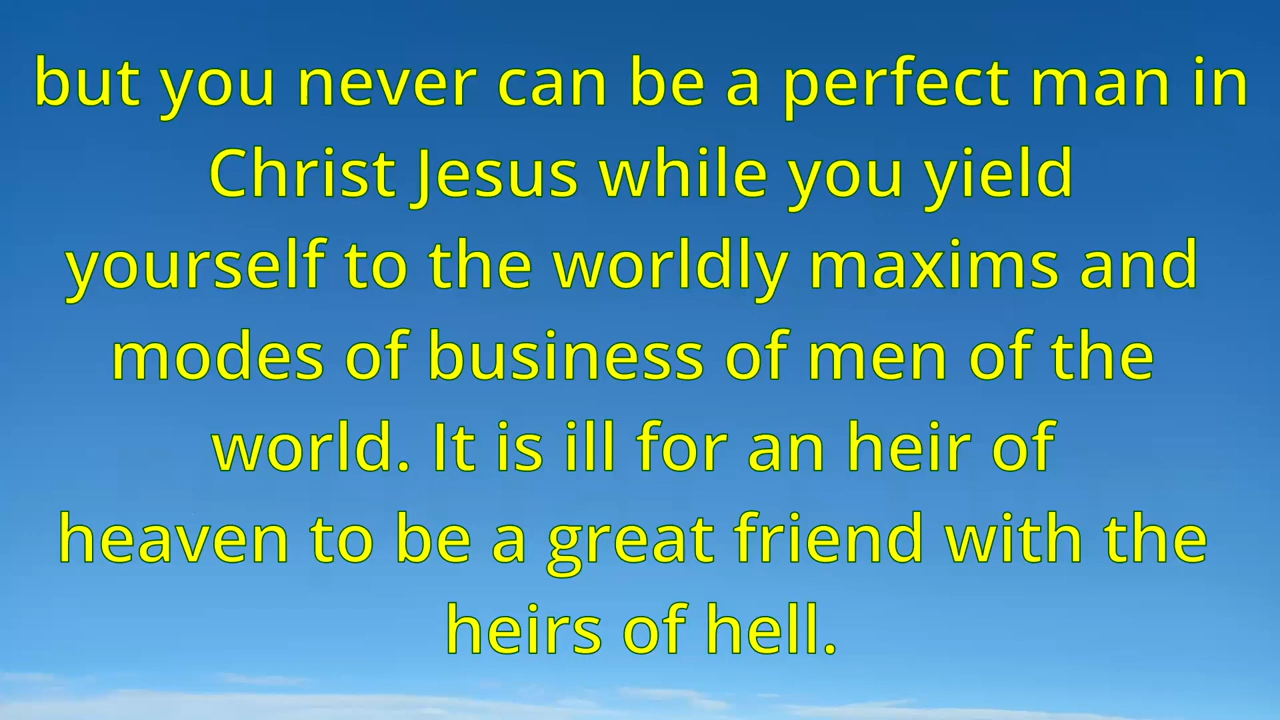 but you never can be a perfect man in
Christ Jesus while you yield
yourself to the worldly maxims and
modes of business of men of the
world. It is ill for an heir of
heaven to be a great friend with the
heirs of hell.